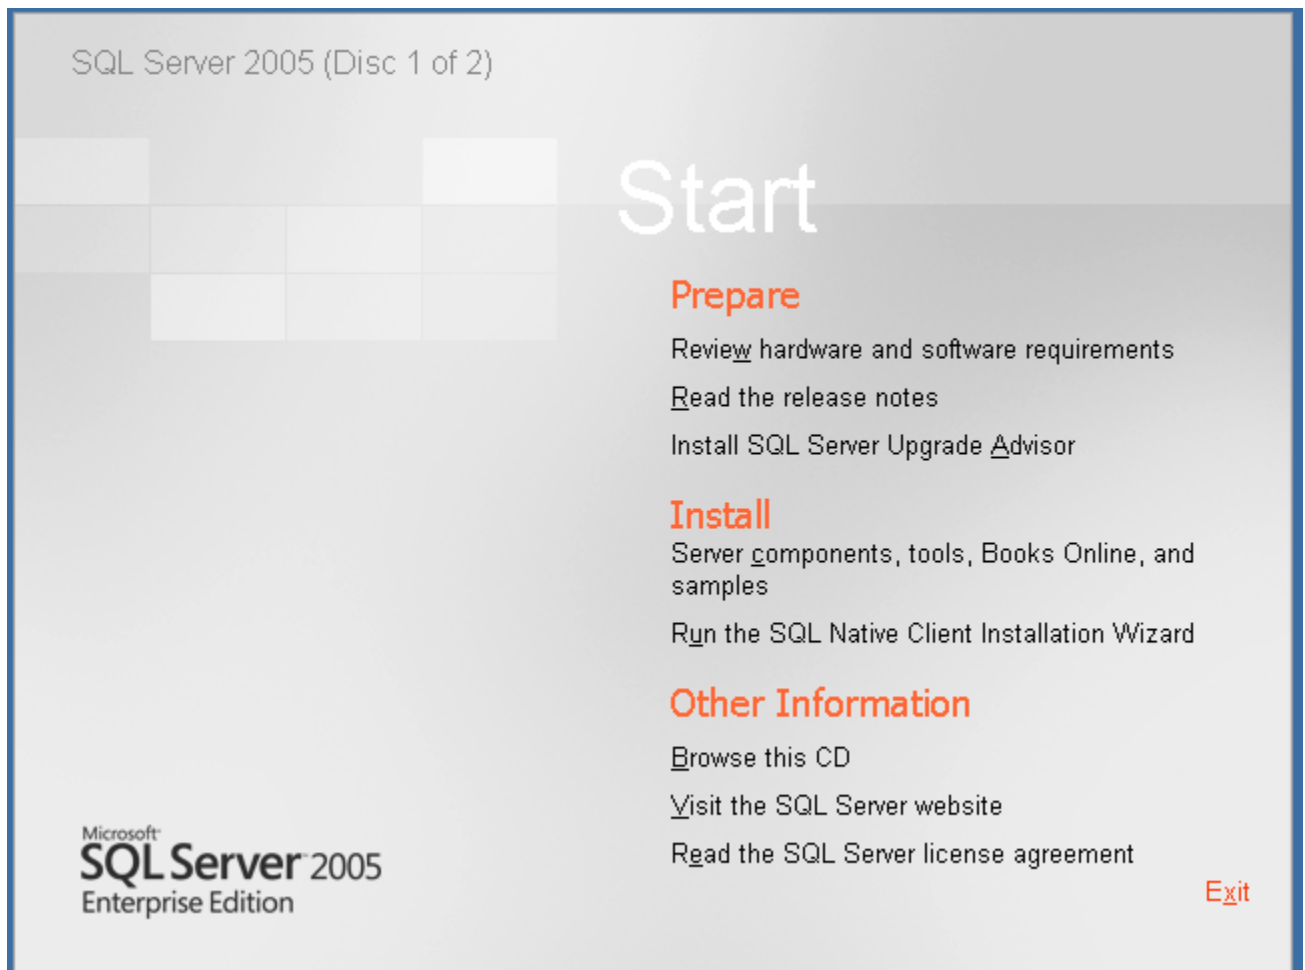 SQL Server 2005 (Disc 1 of 2)
Start
Prepare
Review hardware and software requirements
Read the release notes
Install SQL Server Upgrade Advisor
Install
Server components, tools, Books Online, and
samples
Run the SQL Native Client Installation Wizard
Other Information
Browse this CD
Visit the SQL Server website
Read the SQL Server license agreement
Exit
Microsoft
SQL Server 2005
Enterprise Edition